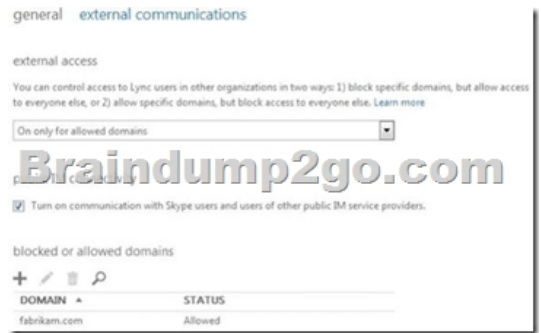 general external communications
external access
You can control access to Lync users in other organizations in two ways: 1) block specific domains, but allow access
to everyone else, or 2) allow specific domains, but block access to everyone else. Learn more
On only for allowed domains
Braindump2go.com
Turn on communication with Skype users and users of other public IM service providers.
blocked or allowed domains
DOMAIN STATUS
fabrikam.com Allowed